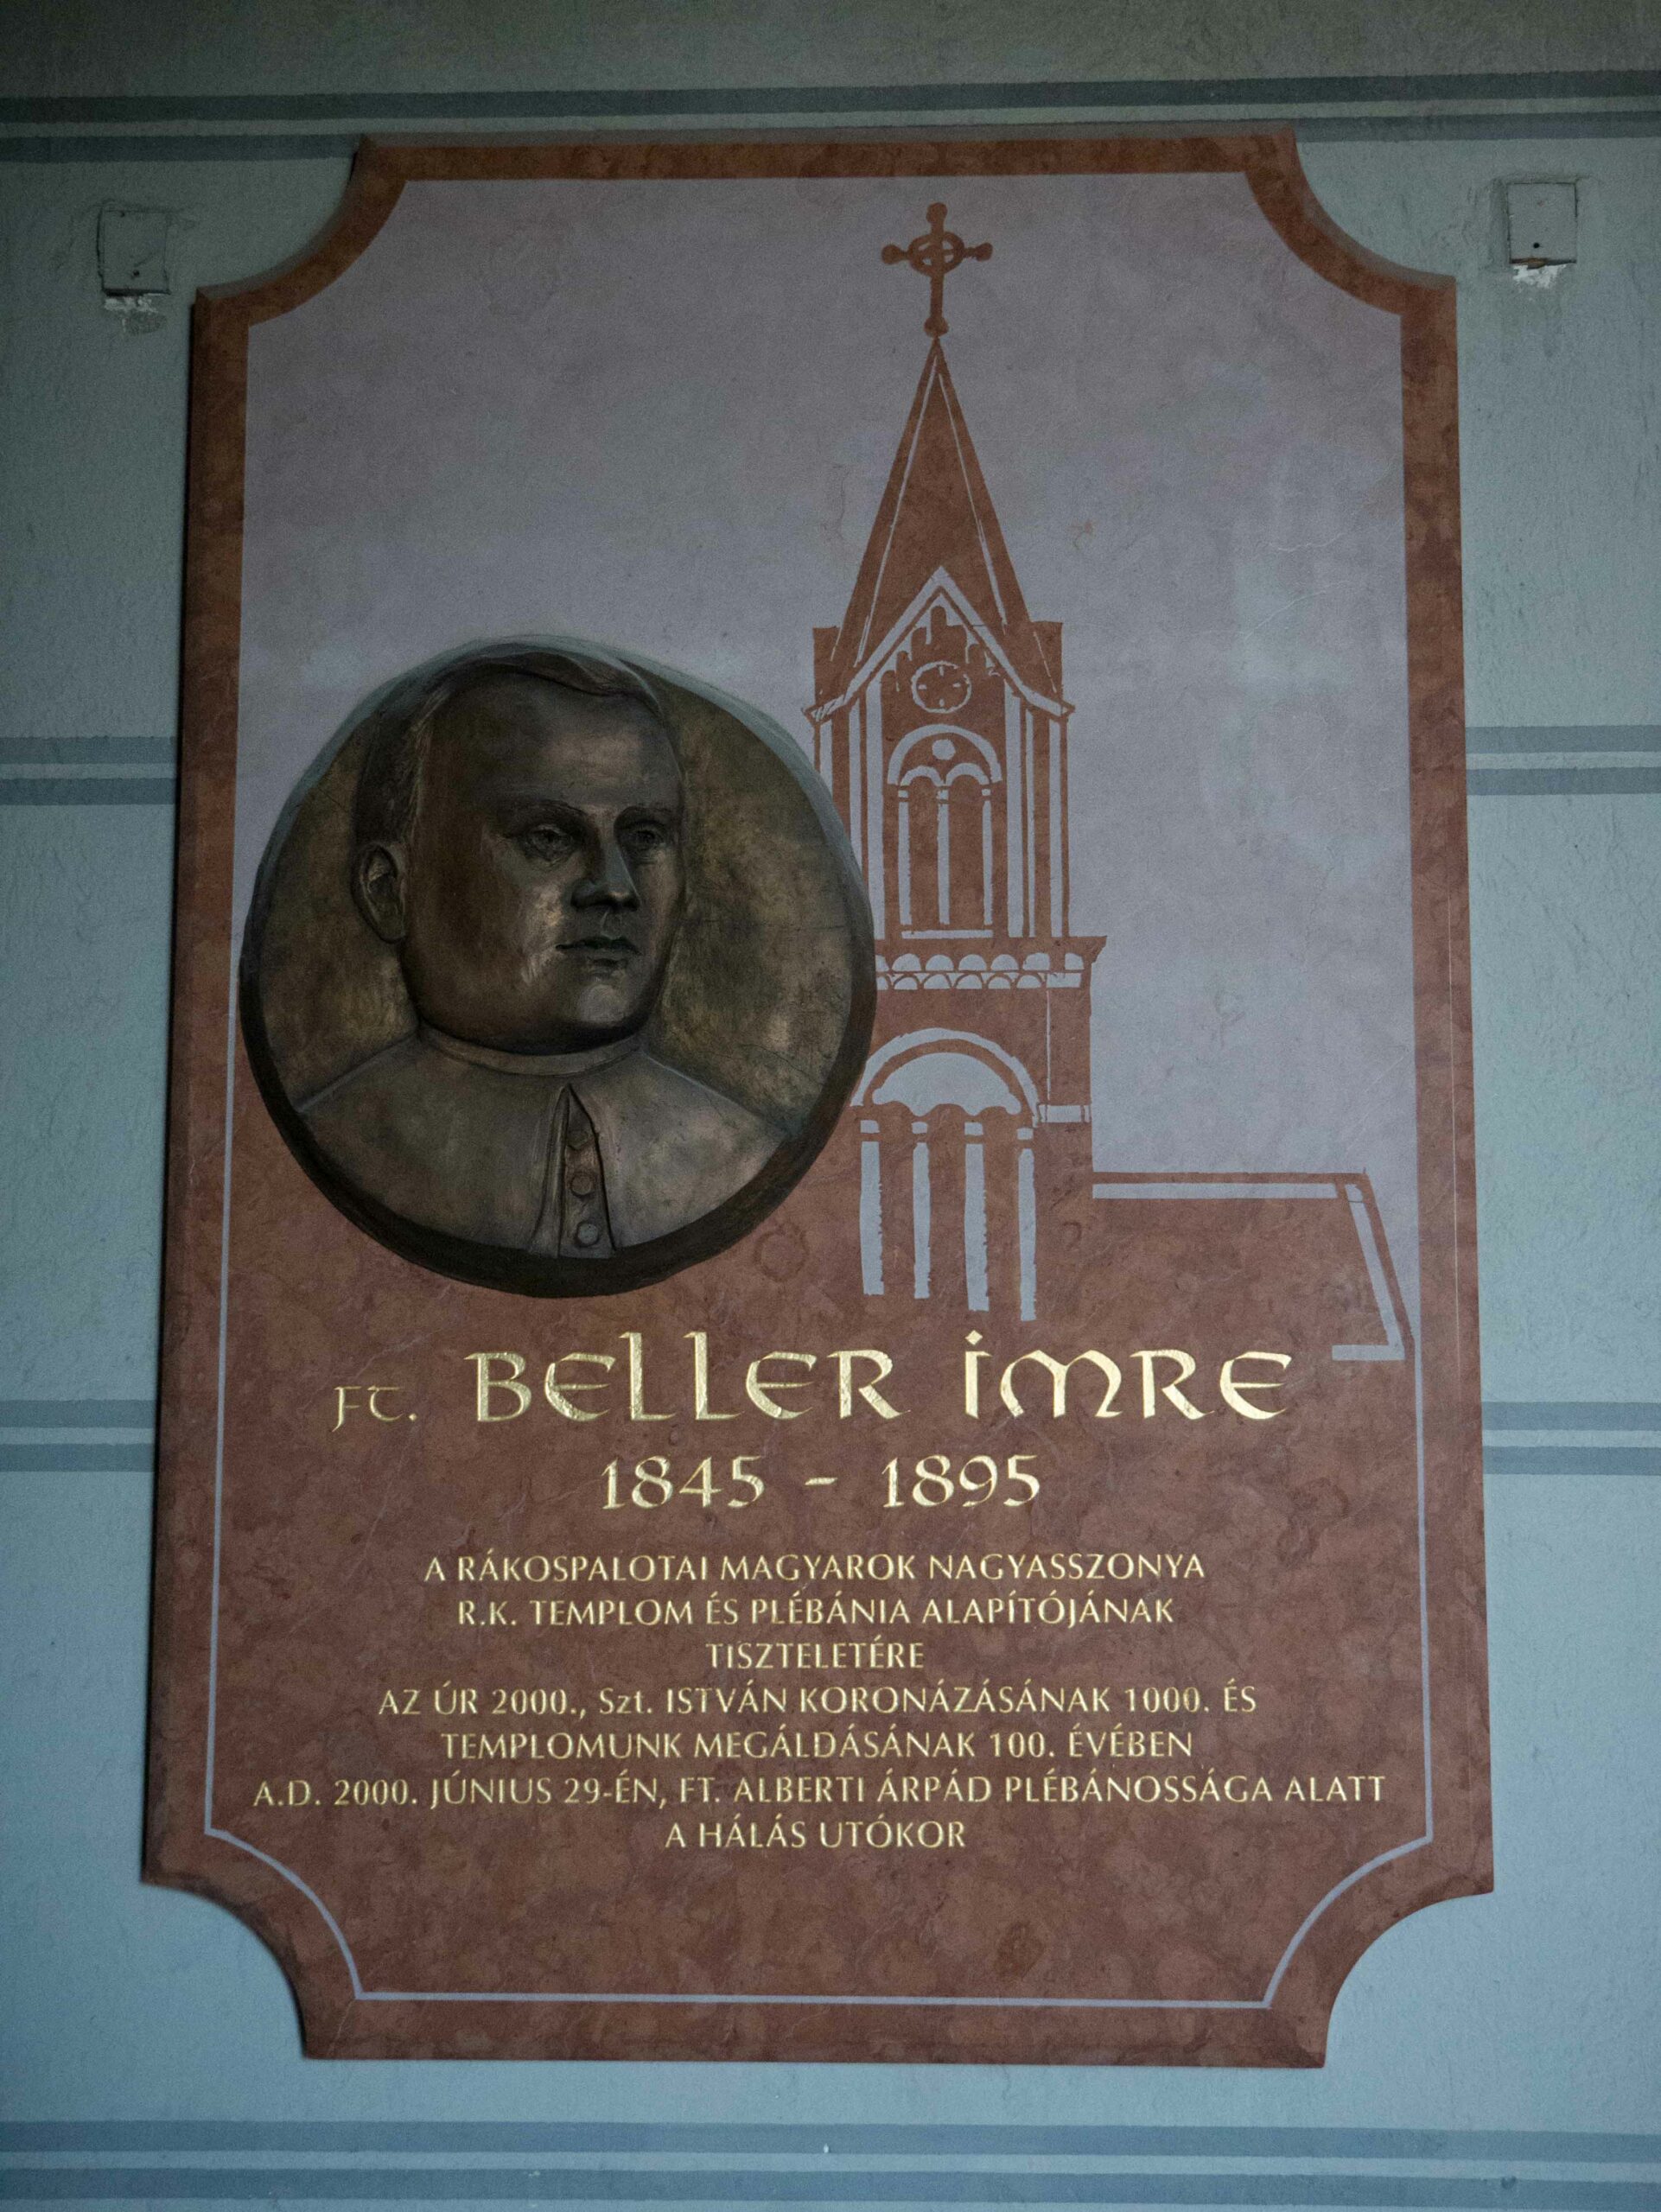 FT. BELLER IMRE
1845 - 1895
A RÁKOSPALOTAI MAGYAROK NAGYASSZONYA
R.K. TEMPLOM ÉS PLÉBÁNIA ALAPÍTÓJÁNAK
TISZTELETÉRE
AZ ÚR 2000., Szt. ISTVÁN KORONÁZÁSÁNAK 1000. ÉS
TEMPLOMUNK MEGÁLDÁSÁNAK 100. ÉVÉBEN
A.D. 2000. JÚNIUS 29-ÉN, FT. ALBERTI ÁRPÁD PLÉBÁNOSSÁGA ALATT
A HÁLÁS UTÓKOR